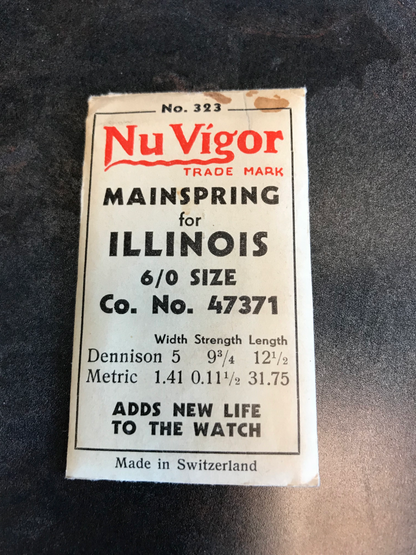 No. 323
Nu Vigor
TRADE MARK
MAINSPRING
for
ILLINOIS
6/0 SIZE
Co. No. 47371
Width Strength Length
Dennison 5 9¾ 12½
Metric 1.41 0.11½ 31.75
ADDS NEW LIFE
TO THE WATCH
Made in Switzerland